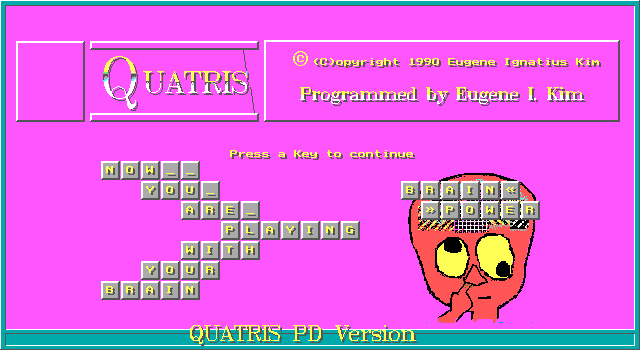 QUATRIS
© (C)opyright 1990 Eugene Ignatius Kim
Programmed by Eugene I. Kim
Press a Key to continue
NOW_ _
YOU_
ARE_
PLAYING
WITH
YOUR
BRAIN
BRAIN«
»POWER
QUATRIS PD Version